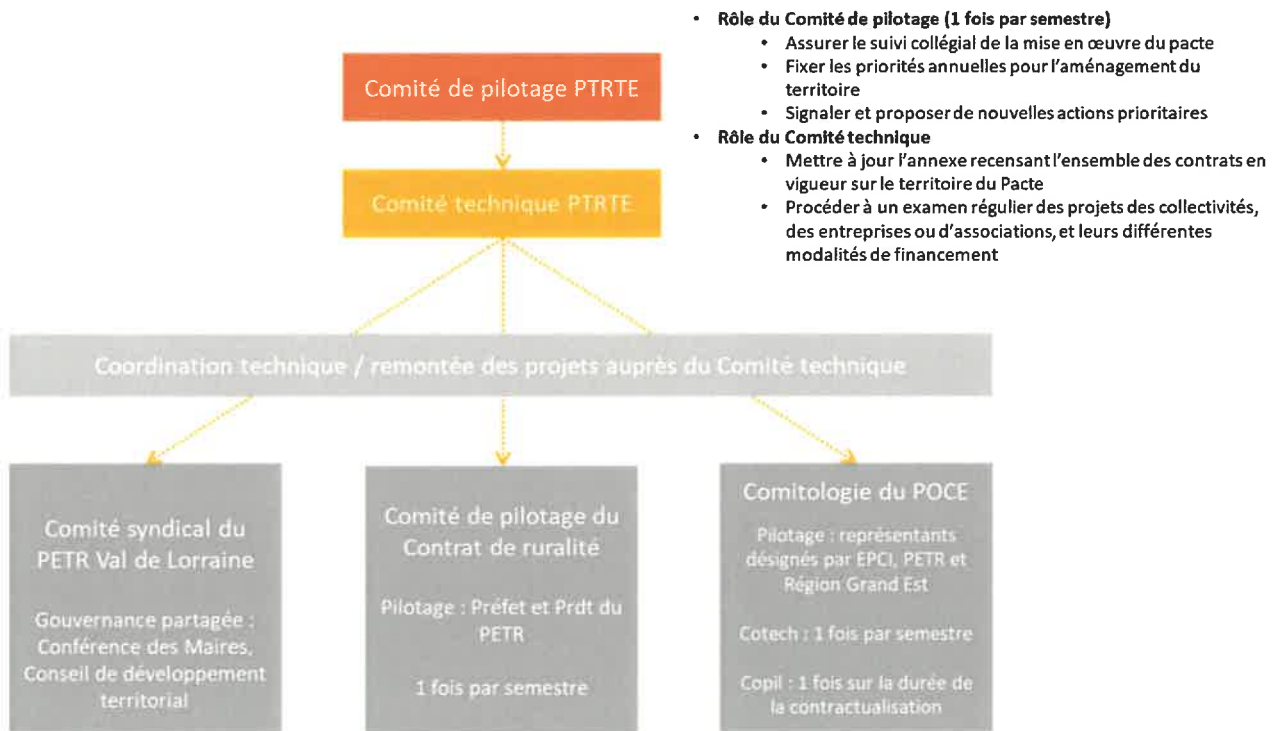 • Rôle du Comité de pilotage (1 fois par semestre)
• Assurer le suivi collégial de la mise en œuvre du pacte
• Fixer les priorités annuelles pour l'aménagement du
territoire
• Signaler et proposer de nouvelles actions prioritaires
• Rôle du Comité technique
• Mettre à jour l'annexe recensant l'ensemble des contrats en
vigueur sur le territoire du Pacte
• Procéder à un examen régulier des projets des collectivités,
des entreprises ou d'associations, et leurs différentes
modalités de financement
Comité de pilotage PTRTE
Comité technique PTRTE
Coordination technique / remontée des projets auprès du Comité technique
Comité syndical du
PETR Val de Lorraine
Gouvernance partagée :
Conférence des Maires,
Conseil de développement
territorial
Comité de pilotage du
Contrat de ruralité
Pilotage : Préfet et Prdt du
PETR
1 fois par semestre
Comitologie du POCE
Pilotage : représentants
désignés par EPCI, PETR et
Région Grand Est
Cotech : 1 fois par semestre
Copil : 1 fois sur la durée de
la contractualisation